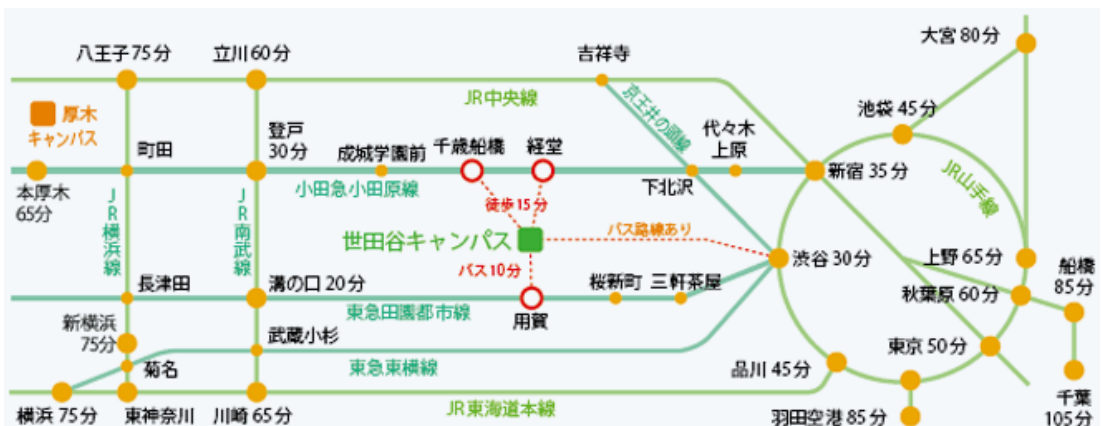 大宮 80分
八王子 75分
立川 60分
吉祥寺
JR中央線
京王井の頭線
池袋 45分
厚木
キャンパス
登戸
30分
町田
成城学園前
千歳船橋
経堂
代々木
上原
新宿 35分
JR山手線
本厚木
65分
小田急小田原線
下北沢
JR横浜線
JR南武線
徒歩15分
世田谷キャンパス
バス路線あり
バス10分
渋谷 30分
上野 65分
船橋
85分
長津田
溝の口 20分
桜新町
三軒茶屋
秋葉原 60分
東急田園都市線
用賀
新横浜
75分
武蔵小杉
東京 50分
菊名
東急東横線
品川 45分
横浜 75分
東神奈川
川崎 65分
JR東海道本線
羽田空港 85分
千葉
105分